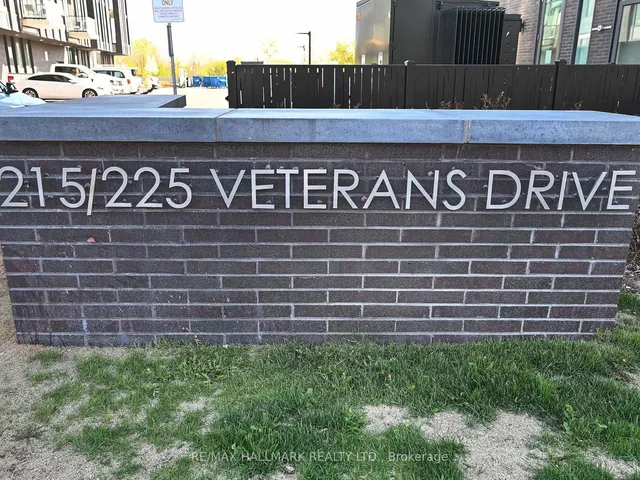 215/225 VETERANS DRIVE
RE/MAX HALLMARK REALTY LTD., Brokerage